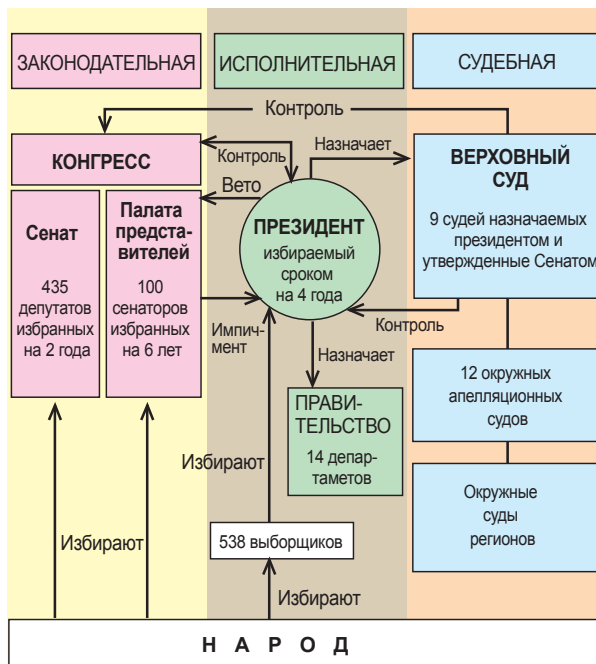 ЗАКОНОДАТЕЛЬНАЯ
ИСПОЛНИТЕЛЬНАЯ
СУДЕБНАЯ
Контроль
КОНГРЕСС
Контроль
Назначает
ВЕРХОВНЫЙ
СУД
9 судей назначаемых
президентом и
утвержденные Сенатом
Вето
Сенат
435
депутатов
избранных
на 2 года
Палата
предста-
вителей
100
сенаторов
избранных
на 6 лет
ПРЕЗИДЕНТ
избираемый
сроком
на 4 года
Импич-
мент
Контроль
Назначает
ПРАВИ-
ТЕЛЬСТВО
14 депар-
таметов
12 окружных
апелляционных
судов
Избирают
Окружные
суды
регионов
538 выборщиков
Избирают
Избирают
НАРОД